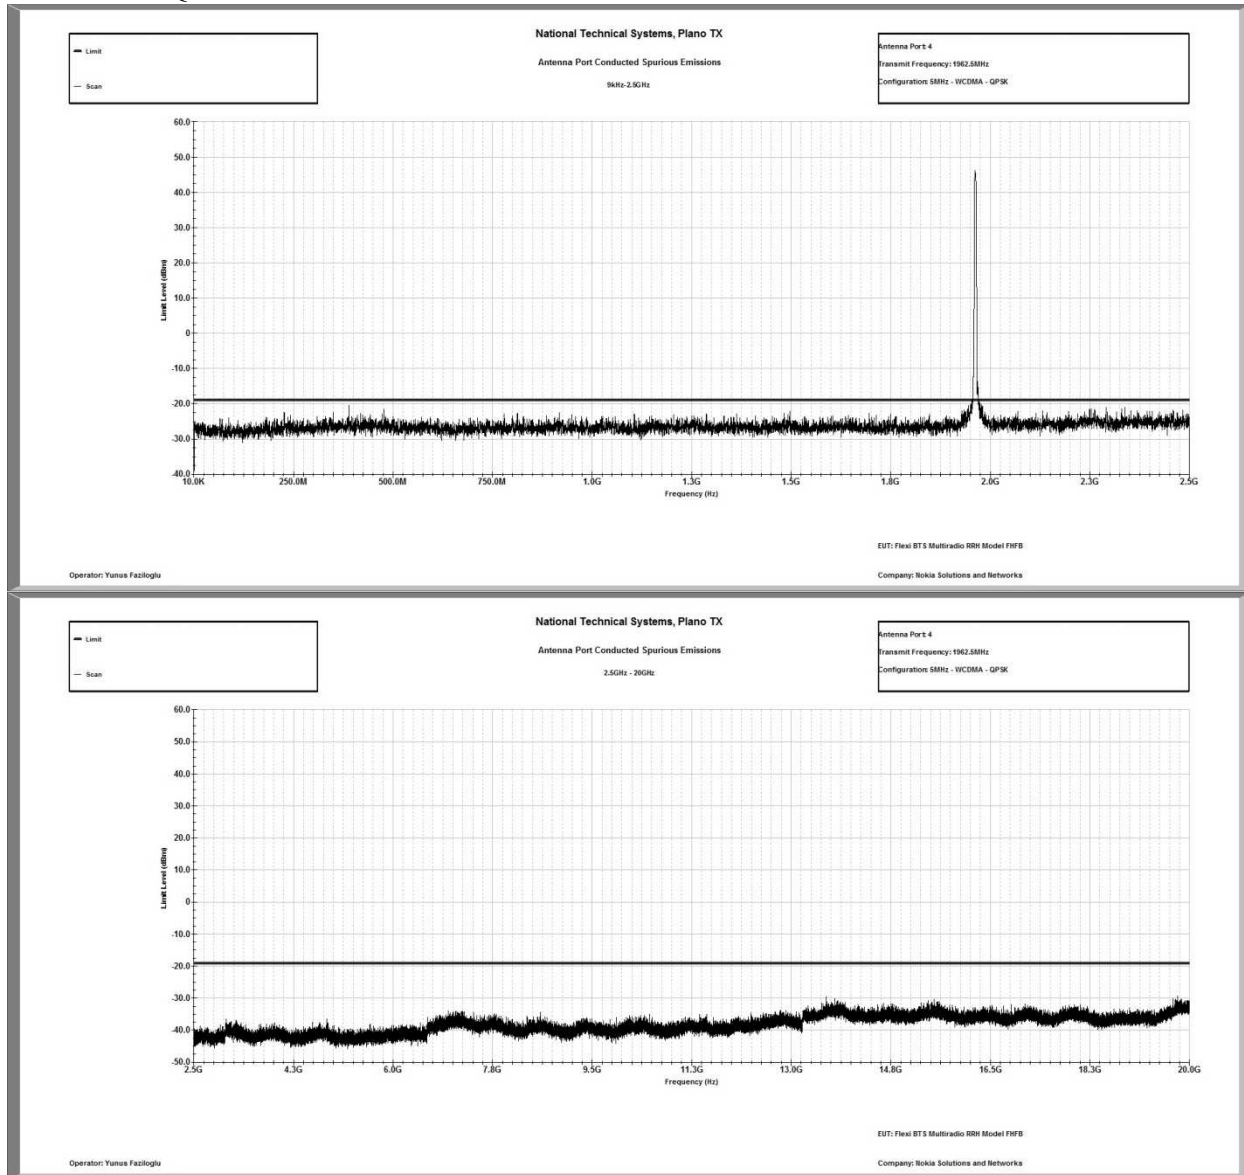 National Technical Systems, Plano TX
Limit
Scan
Antenna Port Conducted Spurious Emissions
9kHz-2.5GHz
Antenna Port 4
Transmit Frequency: 1962.5MHz
Configuration: 5MHz - WCDMA - QPSK
60.0
50.0
40.0
30.0
20.0
10.0
0
-10.0
-20.0
-30.0
-40.0
Limit Level (dBm)
10.0K 250.0M 500.0M 750.0M 1.0G 1.3G 1.5G 1.8G 2.0G 2.3G 2.5G
Frequency (Hz)
EUT: Flexi BTS Multiradio RRH Model FHFB
Operator: Yunus Faziloglu
Company: Nokia Solutions and Networks
National Technical Systems, Plano TX
Limit
Scan
Antenna Port Conducted Spurious Emissions
2.5GHz - 20GHz
Antenna Port 4
Transmit Frequency: 1962.5MHz
Configuration: 5MHz - WCDMA - QPSK
60.0
50.0
40.0
30.0
20.0
10.0
0
-10.0
-20.0
-30.0
-40.0
-50.0
Limit Level (dBm)
2.5G 4.3G 6.0G 7.8G 9.5G 11.3G 13.0G 14.8G 16.5G 18.3G 20.0G
Frequency (Hz)
EUT: Flexi BTS Multiradio RRH Model FHFB
Operator: Yunus Faziloglu
Company: Nokia Solutions and Networks